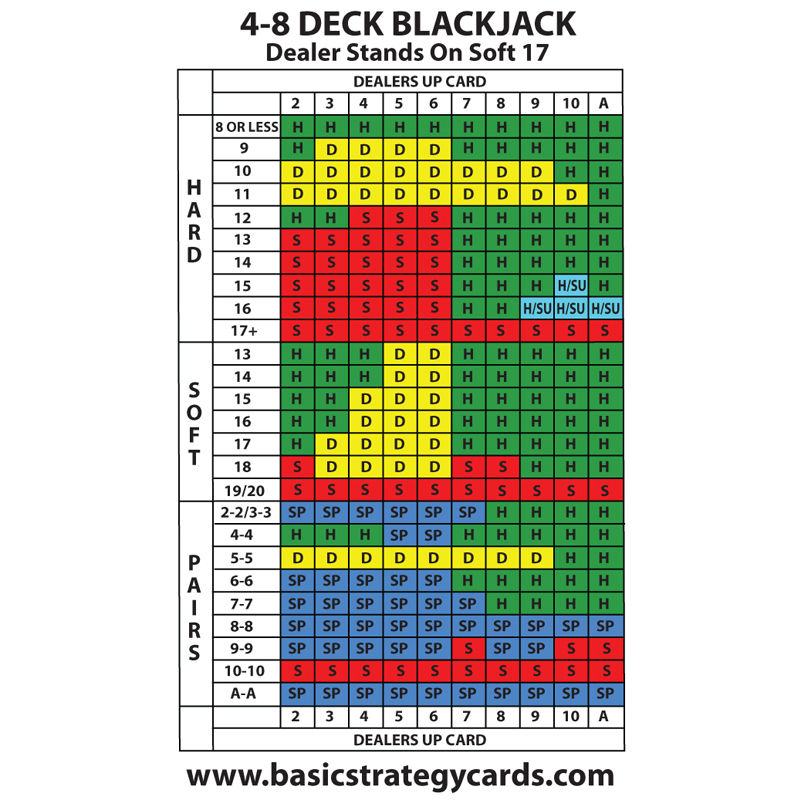 4-8 DECK BLACKJACK
Dealer Stands On Soft 17
DEALERS UP CARD
2 3 4 5 6 7 8 9 10 A
HARD
8 OR LESS H H H H H H H H H H
9 H D D D D H H H H H
10 D D D D D D D D H H
11 D D D D D D D D D H
12 H H S S S H H H H H
13 S S S S S H H H H H
14 S S S S S H H H H H
15 S S S S S H H H H/SU H
16 S S S S S H H H/SU H/SU H/SU
17+ S S S S S S S S S S
SOFT
13 H H H D D H H H H H
14 H H H D D H H H H H
15 H H D D D H H H H H
16 H H D D D H H H H H
17 H D D D D H H H H H
18 S D D D D S S H H H
19/20 S S S S S S S S S S
PAIRS
2-2/3-3 SP SP SP SP SP SP H H H H
4-4 H H H SP SP H H H H H
5-5 D D D D D D D D H H
6-6 SP SP SP SP SP H H H H H
7-7 SP SP SP SP SP SP H H H H
8-8 SP SP SP SP SP SP SP SP SP SP
9-9 SP SP SP SP SP S SP SP S S
10-10 S S S S S S S S S S
A-A SP SP SP SP SP SP SP SP SP SP
2 3 4 5 6 7 8 9 10 A
DEALERS UP CARD
www.basicstrategycards.com